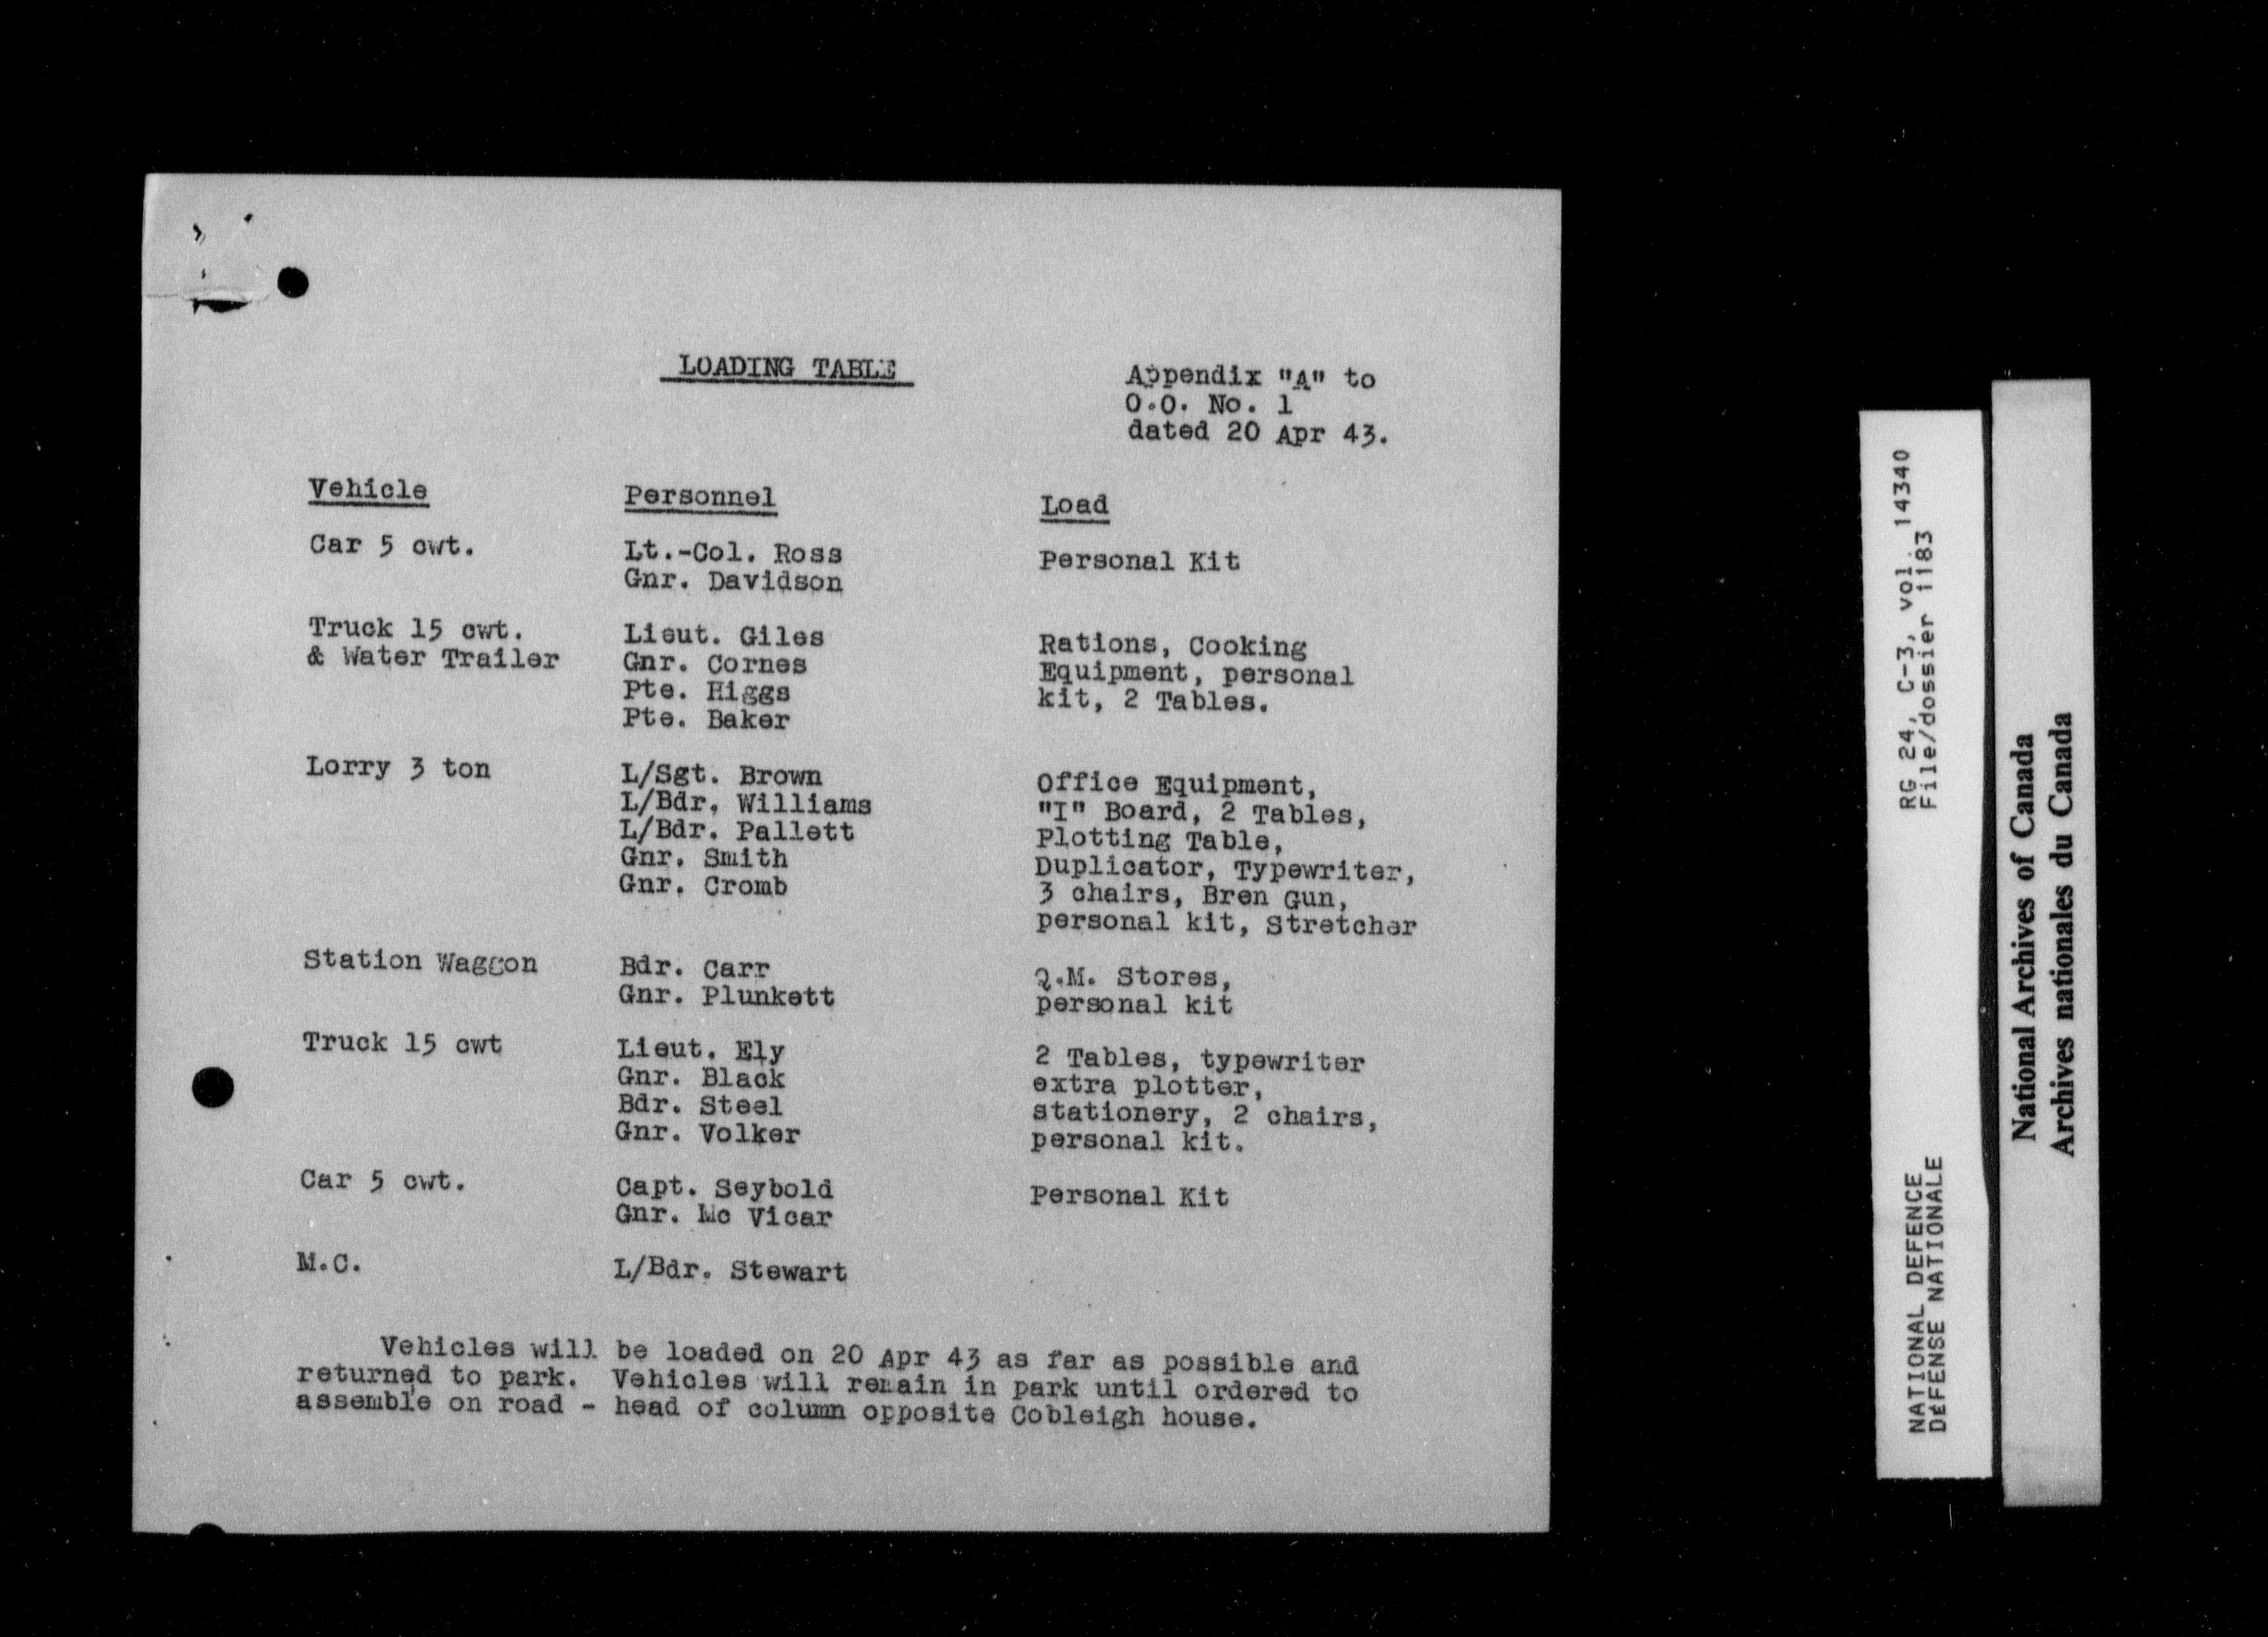 LOADING TABLE
Appendix "A" to
O.O. No. 1
dated 20 Apr 43.
Vehicle Personnel Load
Car 5 cwt. Lt.-Col. Ross Personal Kit
Gnr. Davidson
Truck 15 cwt. Lieut. Giles Rations, Cooking
& Water Trailer Gnr. Cornes Equipment, personal
Pte. Higgs kit, 2 Tables.
Pte. Baker
Lorry 3 ton L/Sgt. Brown Office Equipment,
L/Bdr. Williams "I" Board, 2 Tables,
L/Bdr. Pallett Plotting Table,
Gnr. Smith Duplicator, Typewriter,
Gnr. Cromb 3 chairs, Bren Gun,
personal kit, Stretcher
Station Waggon Bdr. Carr Q.M. Stores,
Gnr. Plunkett personal kit
Truck 15 cwt Lieut. Ely 2 Tables, typewriter
Gnr. Black extra plotter,
Bdr. Steel stationery, 2 chairs,
Gnr. Volker personal kit.
Car 5 cwt. Capt. Seybold Personal Kit
Gnr. Mc Vicar
M.C. L/Bdr. Stewart
Vehicles will be loaded on 20 Apr 43 as far as possible and
returned to park. Vehicles will remain in park until ordered to
assemble on road - head of column opposite Cobleigh house.
NATIONAL DEFENCE RG 24, C-3, vol. 14340
DÉFENSE NATIONALE File/dossier 1183
National Archives of Canada
Archives nationales du Canada